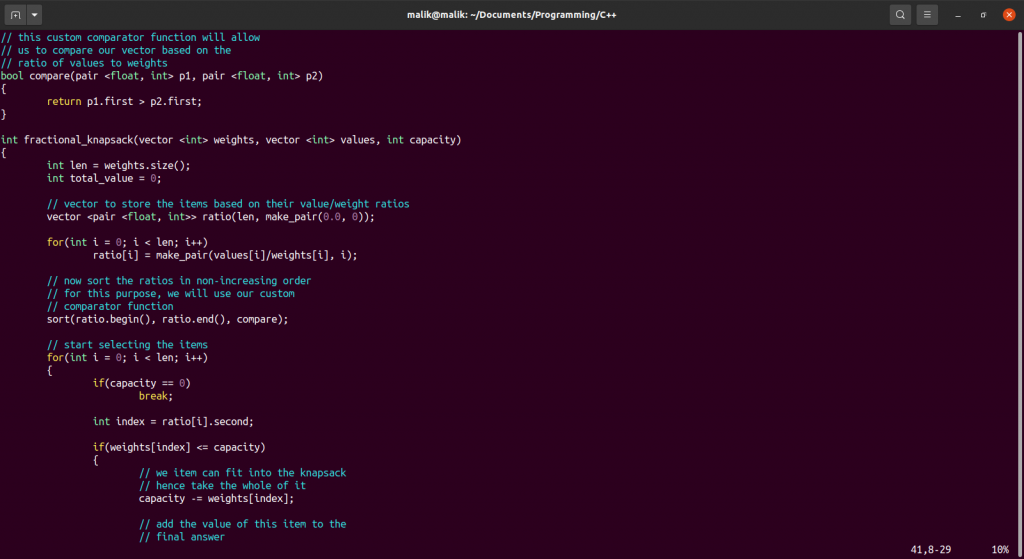 malik@malik: ~/Documents/Programming/C++
// this custom comparator function will allow
// us to compare our vector based on the
// ratio of values to weights
bool compare(pair <float, int> p1, pair <float, int> p2)
{
return p1.first > p2.first;
}
int fractional_knapsack(vector <int> weights, vector <int> values, int capacity)
{
int len = weights.size();
int total_value = 0;
// vector to store the items based on their value/weight ratios
vector <pair <float, int>> ratio(len, make_pair(0.0, 0));
for(int i = 0; i < len; i++)
ratio[i] = make_pair(values[i]/weights[i], i);
// now sort the ratios in non-increasing order
// for this purpose, we will use our custom
// comparator function
sort(ratio.begin(), ratio.end(), compare);
// start selecting the items
for(int i = 0; i < len; i++)
{
if(capacity == 0)
break;
int index = ratio[i].second;
if(weights[index] <= capacity)
{
// we item can fit into the knapsack
// hence take the whole of it
capacity -= weights[index];
// add the value of this item to the
// final answer
41,8-29 10%